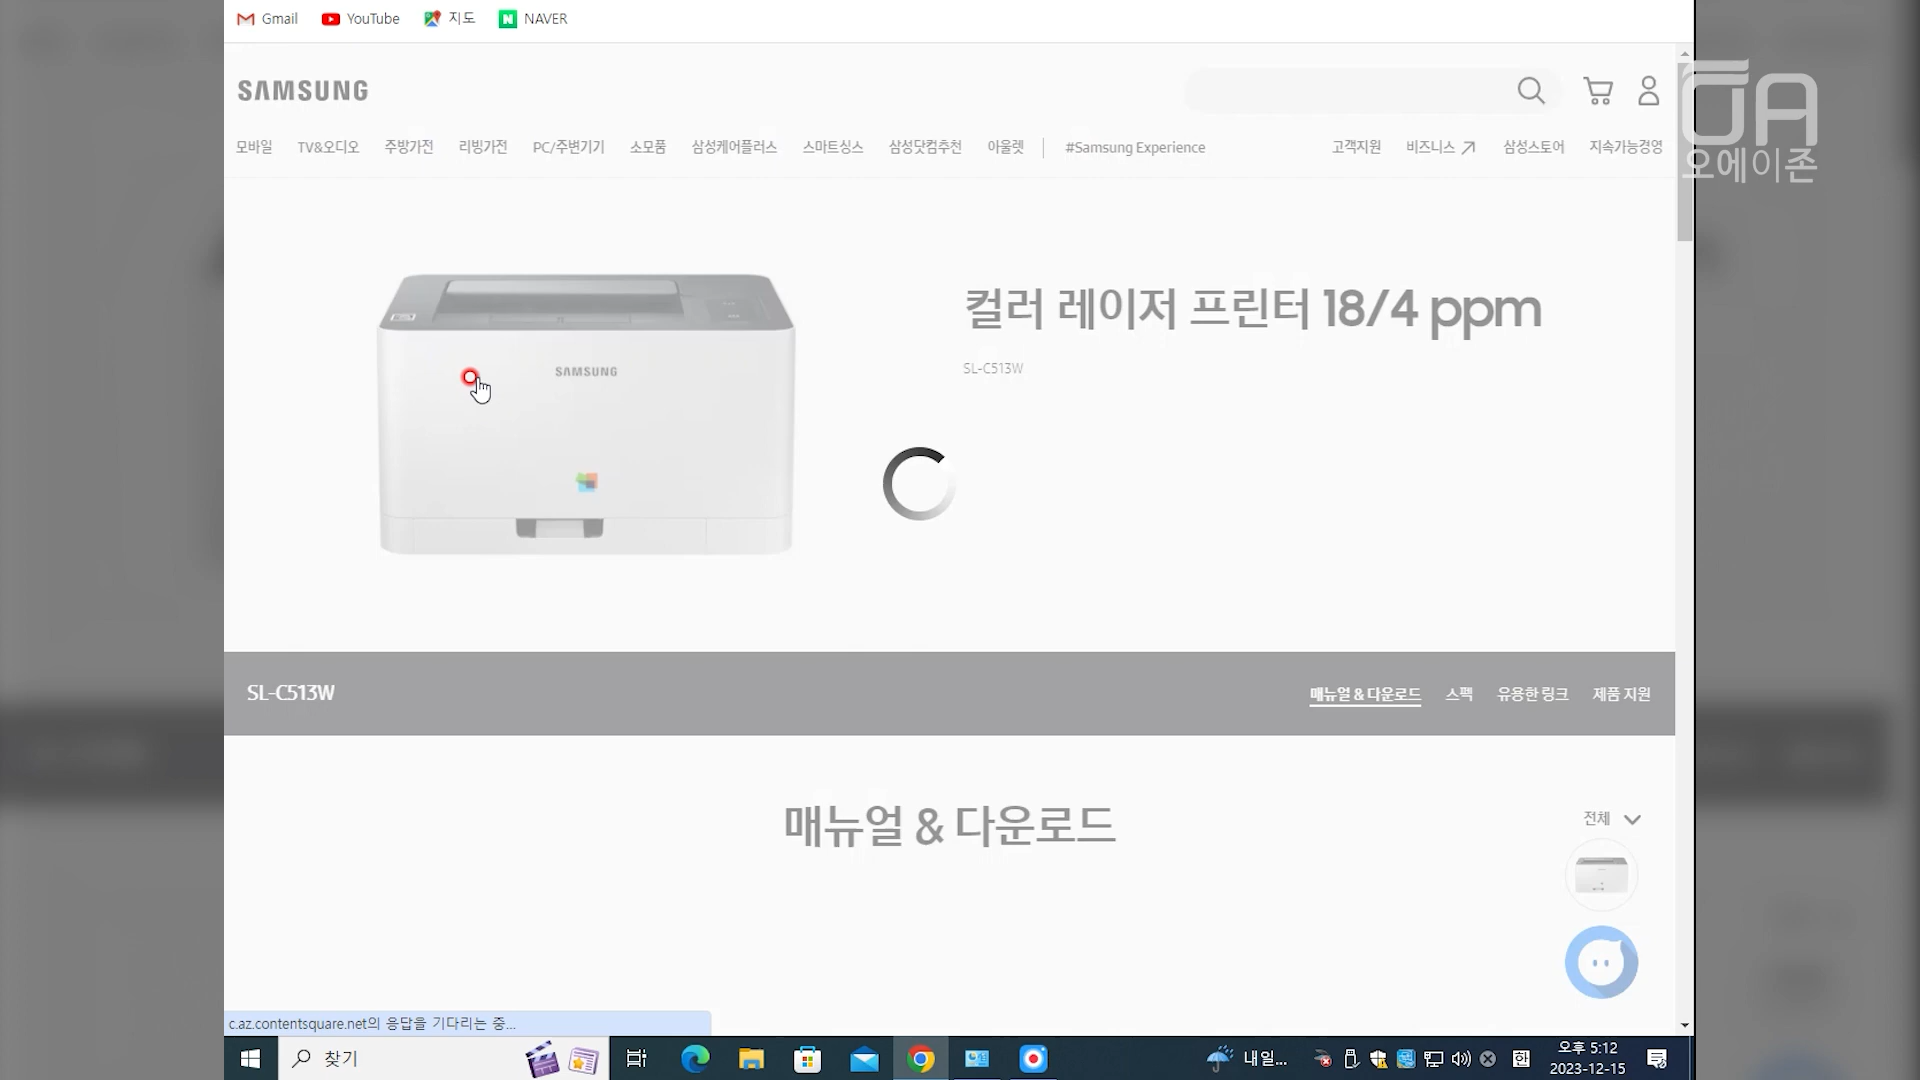 Gmail YouTube 지도 NAVER
SAMSUNG
모바일 TV&오디오 주방가전 리빙가전 PC/주변기기 소모품 삼성케어플러스 스마트싱스 삼성닷컴추천 아울렛 #Samsung Experience 고객지원 비즈니스 삼성스토어 지속가능경영
OA
오에이존
컬러 레이저 프린터 18/4 ppm
SL-C513W
SAMSUNG
SL-C513W 매뉴얼 & 다운로드 스펙 유용한 링크 제품 지원
매뉴얼 & 다운로드
전체
c.az.contentsquare.net의 응답을 기다리는 중...
찾기 내일... 한 오후 5:12
2023-12-15